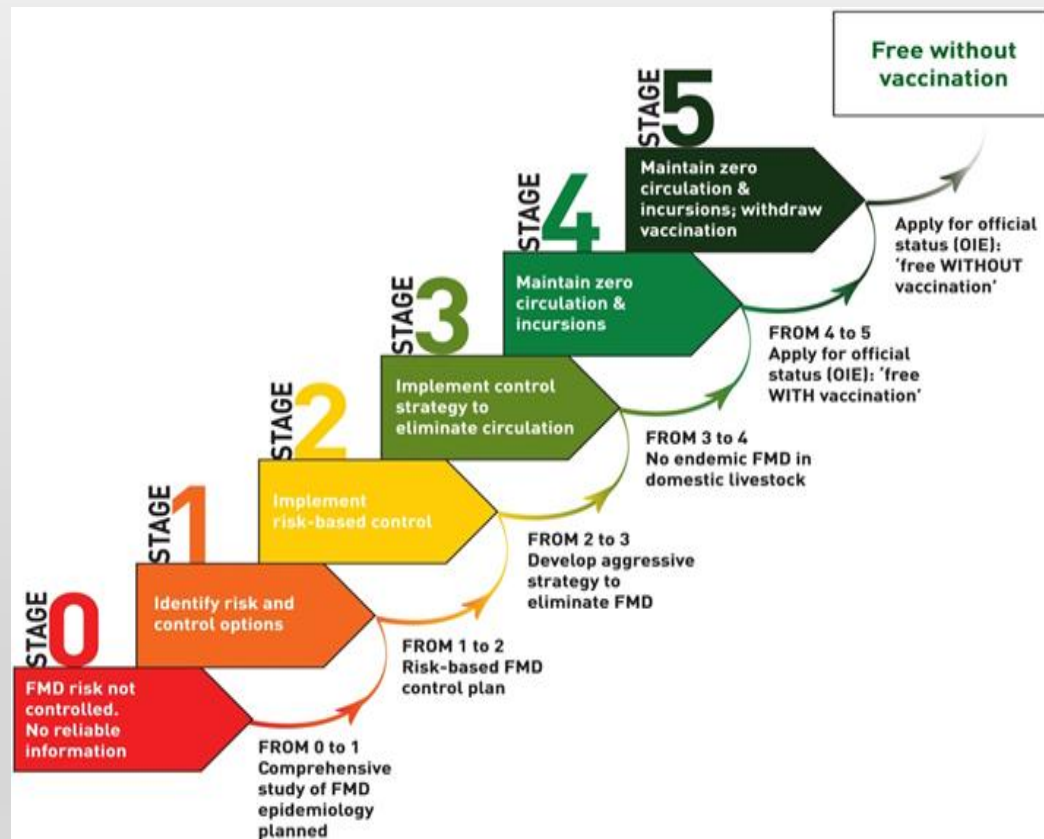 STAGE 0
FMD risk not
controlled.
No reliable
information
FROM 0 to 1
Comprehensive
study of FMD
epidemiology
planned
STAGE 1
Identify risk and
control options
FROM 1 to 2
Risk-based FMD
control plan
STAGE 2
Implement
risk-based control
FROM 2 to 3
Develop aggressive
strategy to
eliminate FMD
STAGE 3
Implement control
strategy to
eliminate circulation
FROM 3 to 4
No endemic FMD in
domestic livestock
STAGE 4
Maintain zero
circulation &
incursions
FROM 4 to 5
Apply for official
status (OIE): ‘free
WITH vaccination’
STAGE 5
Maintain zero
circulation &
incursions; withdraw
vaccination
Apply for official
status (OIE):
‘free WITHOUT
vaccination’
Free without
vaccination